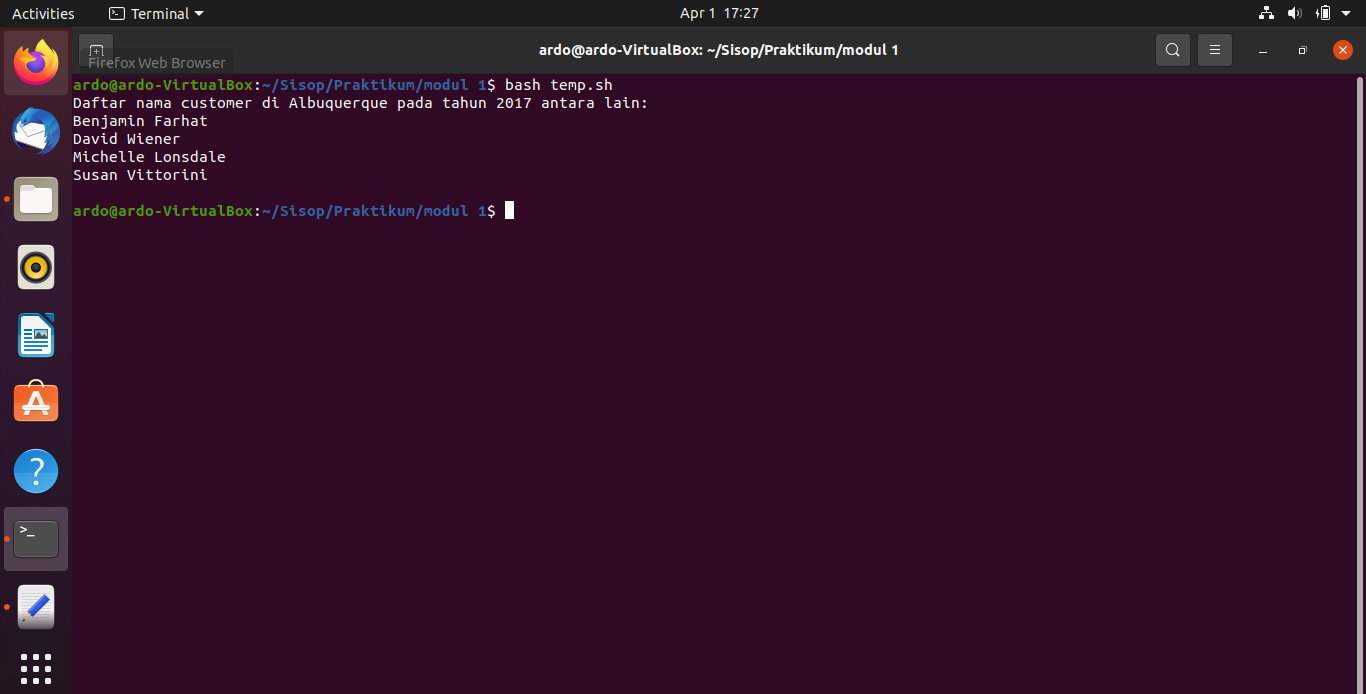 Activities
Terminal
Apr 1 17:27
ardo@ardo-VirtualBox: ~/Sisop/Praktikum/modul 1
Firefox Web Browser
ardo@ardo-VirtualBox:~/Sisop/Praktikum/modul 1$ bash temp.sh
Daftar nama customer di Albuquerque pada tahun 2017 antara lain:
Benjamin Farhat
David Wiener
Michelle Lonsdale
Susan Vittorini
ardo@ardo-VirtualBox:~/Sisop/Praktikum/modul 1$